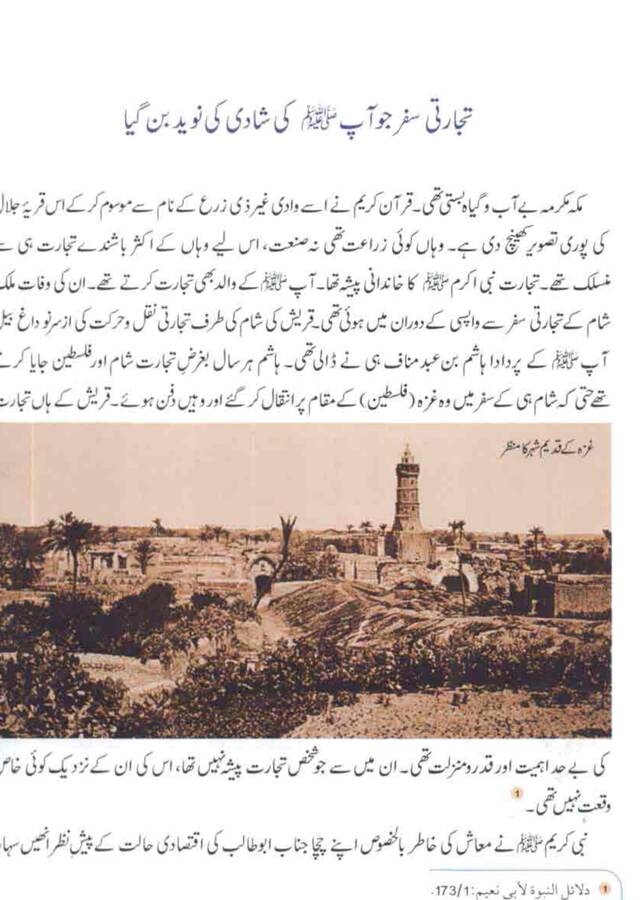 تجارتی سفر جو آپ ﷺ کی شادی کی نوید بن گیا
مکہ مکرمہ بے آب و گیاہ بستی تھی۔ قرآن کریم نے اسے وادی غیر ذی زرع کے نام سے موسوم کر کے اس قریۂ جلال
کی پوری تصویر کھینچ دی ہے۔ وہاں کوئی زراعت تھی نہ صنعت، اس لیے وہاں کے اکثر باشندے تجارت ہی سے
منسلک تھے۔ تجارت نبی اکرم ﷺ کا خاندانی پیشہ تھا۔ آپ ﷺ کے والد بھی تجارت کرتے تھے۔ ان کی وفات ملک
شام کے تجارتی سفر سے واپسی کے دوران میں ہوئی تھی۔ قریش کی شام کی طرف تجارتی نقل و حرکت کی از سر نو داغ بیل
آپ ﷺ کے پردادا ہاشم بن عبد مناف ہی نے ڈالی تھی۔ ہاشم ہر سال بغرضِ تجارت شام اور فلسطین جایا کرتے
تھے حتی کہ شام ہی کے سفر میں وہ غزہ (فلسطین) کے مقام پر انتقال کر گئے اور وہیں دفن ہوئے۔ قریش کے ہاں تجارت
غزہ کے قدیم شہر کا منظر
کی بے حد اہمیت اور قدر و منزلت تھی۔ ان میں سے جو شخص تجارت پیشہ نہیں تھا، اس کی ان کے نزدیک کوئی خاص
وقعت نہیں تھی۔ 1
نبی کریم ﷺ نے معاش کی خاطر بالخصوص اپنے چچا جناب ابوطالب کی اقتصادی حالت کے پیشِ نظر انھیں
1 دلائل النبوة لأبي نعيم: 173/1.